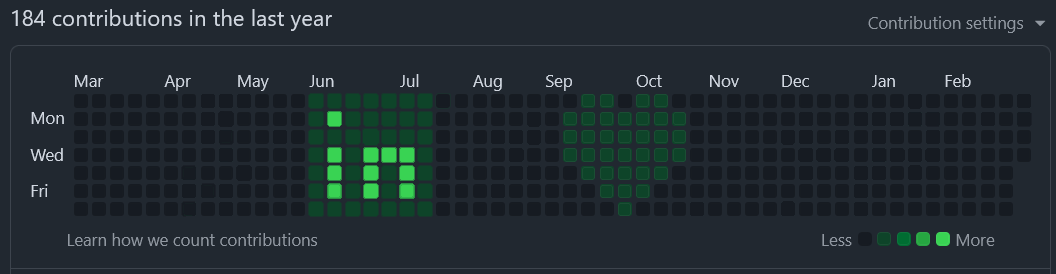 184 contributions in the last year
Contribution settings
Mar Apr May Jun Jul Aug Sep Oct Nov Dec Jan Feb
Mon
Wed
Fri
Learn how we count contributions
Less More